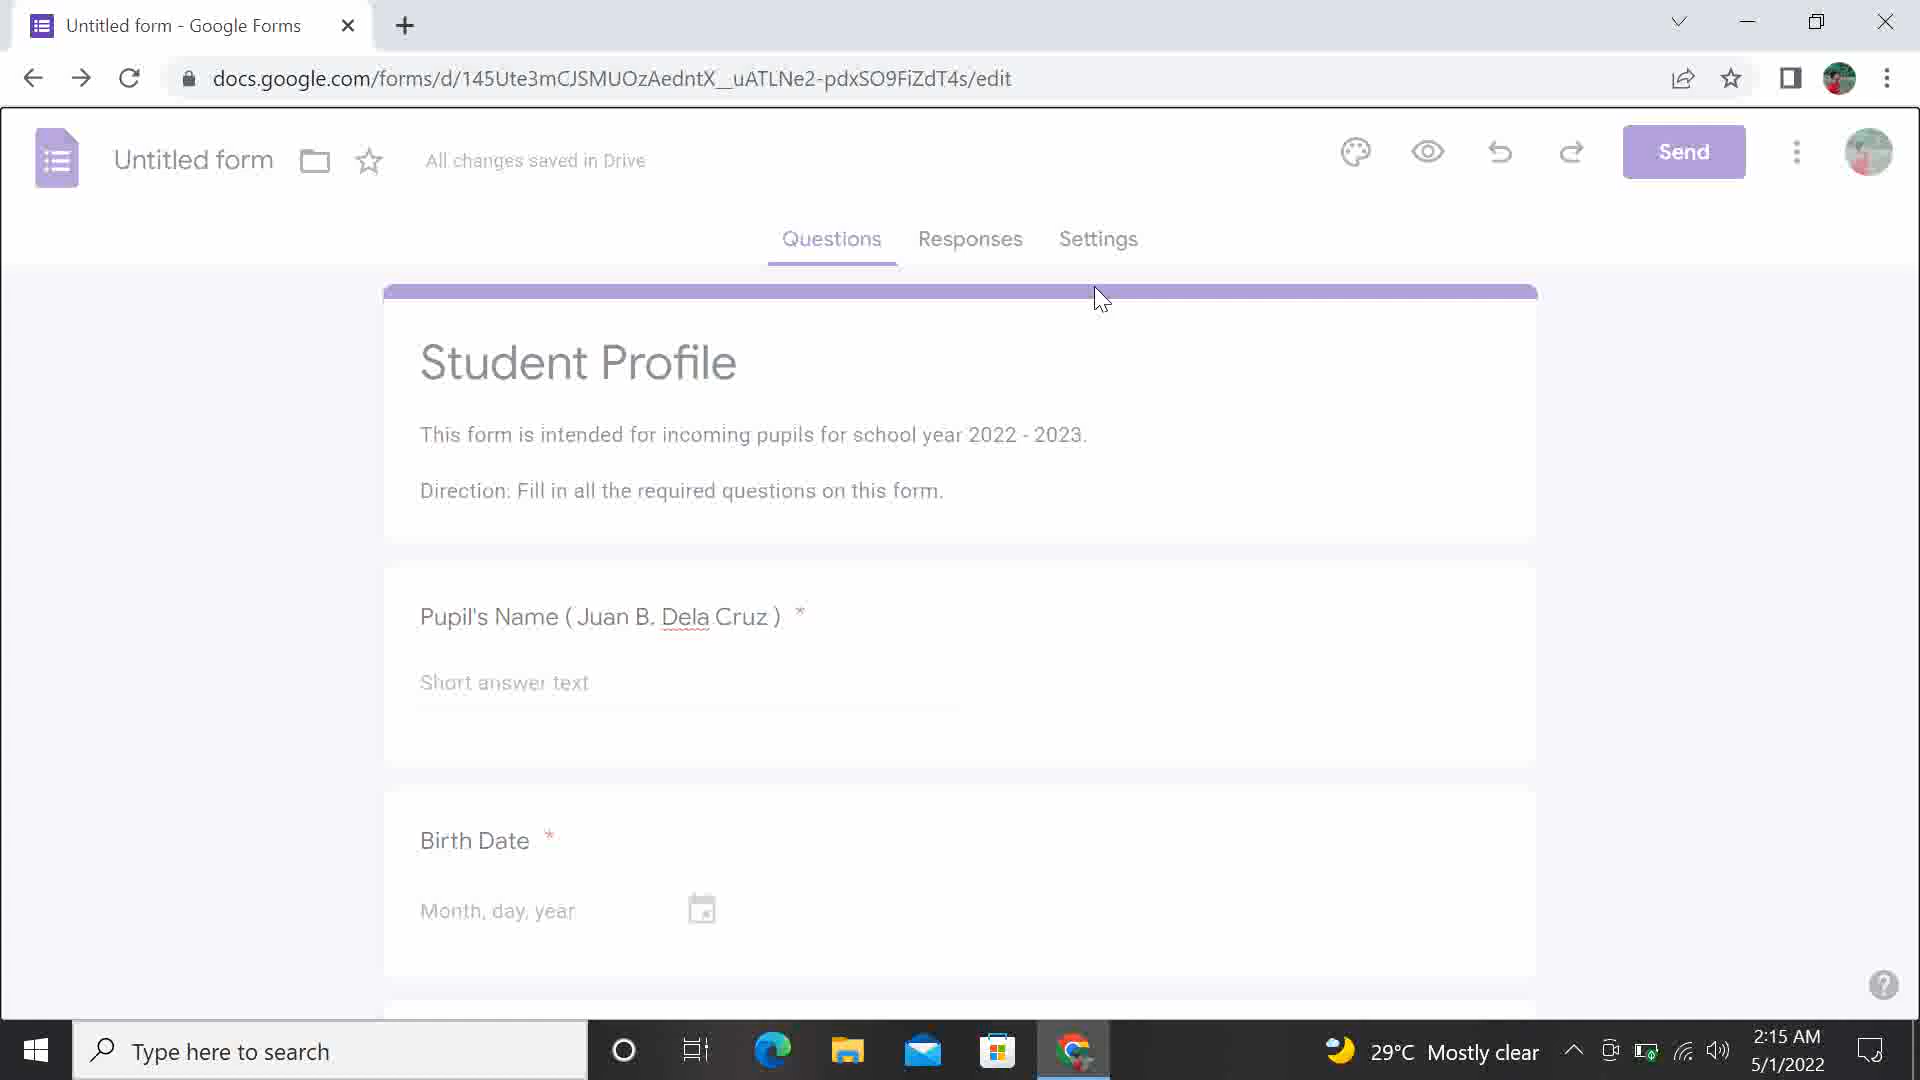 Untitled form - Google Forms
docs.google.com/forms/d/145Ute3mCJSMUOzAedntX__uATLNe2-pdxSO9FiZdT4s/edit
Untitled form
All changes saved in Drive
Send
Questions Responses Settings
Student Profile
This form is intended for incoming pupils for school year 2022 - 2023.
Direction: Fill in all the required questions on this form.
Pupil's Name ( Juan B. Dela Cruz ) *
Short answer text
Birth Date *
Month, day, year
Type here to search
29°C Mostly clear
2:15 AM
5/1/2022